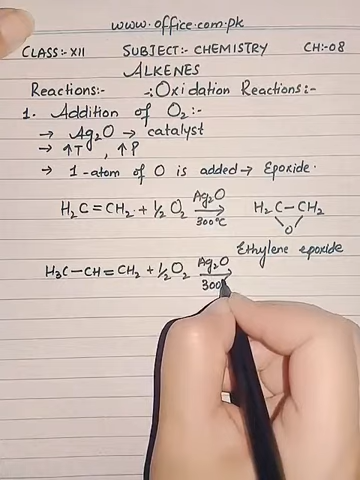 www.office.com.pk
CLASS:- XII SUBJECT:- CHEMISTRY CH:-08
ALKENES
Reactions:- -:Oxidation Reactions:-
1. Addition of O₂:-
→ Ag₂O → catalyst
→ ↑T , ↑P
→ 1-atom of O is added → Epoxide.
H₂C=CH₂ + ½ O₂ Ag₂O → 300°C H₂C-CH₂ O
Ethylene epoxide
H₃C-CH=CH₂ + ½ O₂ Ag₂O → 300